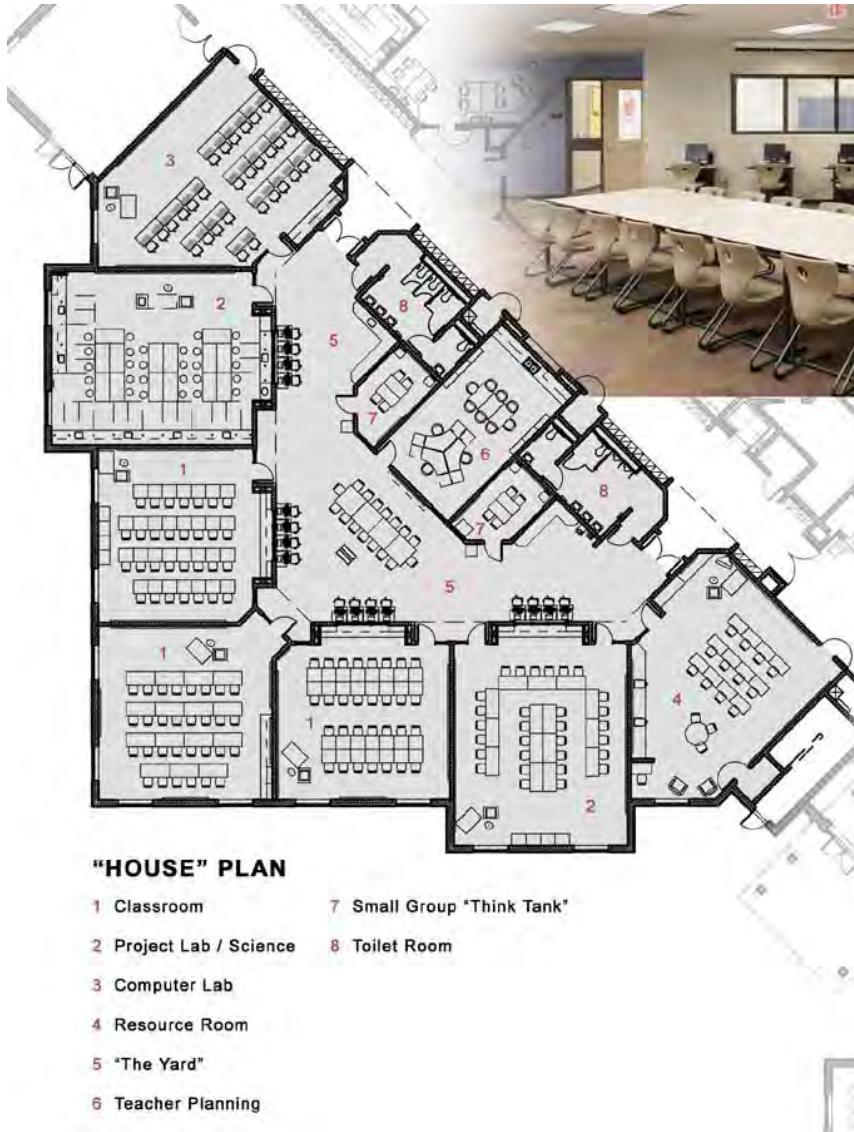 3
2
8
5
7
6
1
7
8
5
1
4
1
2
“HOUSE” PLAN
1 Classroom
2 Project Lab / Science
3 Computer Lab
4 Resource Room
5 “The Yard”
6 Teacher Planning
7 Small Group “Think Tank”
8 Toilet Room